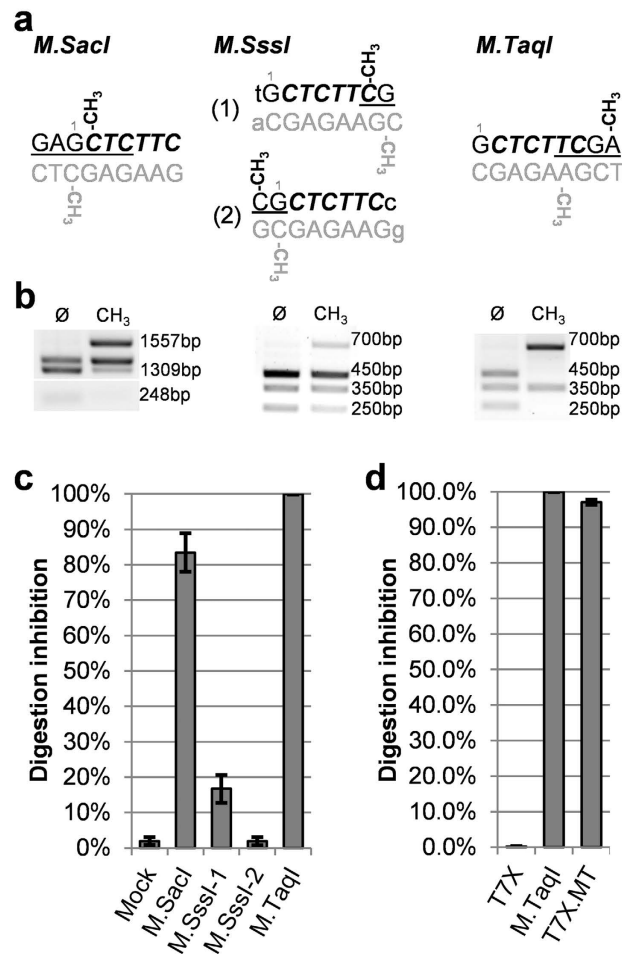 a
M.SacI M.SssI M.TaqI
1
-CH3
GAGCTCTTC
CTCGAGAAG
-CH3
(1)
1
-CH3
tGCTCTTCG
aCGAGAAGC
-CH3
(2)
-CH3
1
CGCTCTTCc
GCGAGAAGg
-CH3
1
-CH3
GCTCTTCGA
CGAGAAGCT
-CH3
b
Ø CH3
1557bp
1309bp
248bp
Ø CH3
700bp
450bp
350bp
250bp
Ø CH3
700bp
450bp
350bp
250bp
c
Digestion inhibition
100%
90%
80%
70%
60%
50%
40%
30%
20%
10%
0%
Mock
M.SacI
M.SssI-1
M.SssI-2
M.TaqI
d
Digestion inhibition
100.0%
90.0%
80.0%
70.0%
60.0%
50.0%
40.0%
30.0%
20.0%
10.0%
0.0%
T7X
M.TaqI
T7X.MT